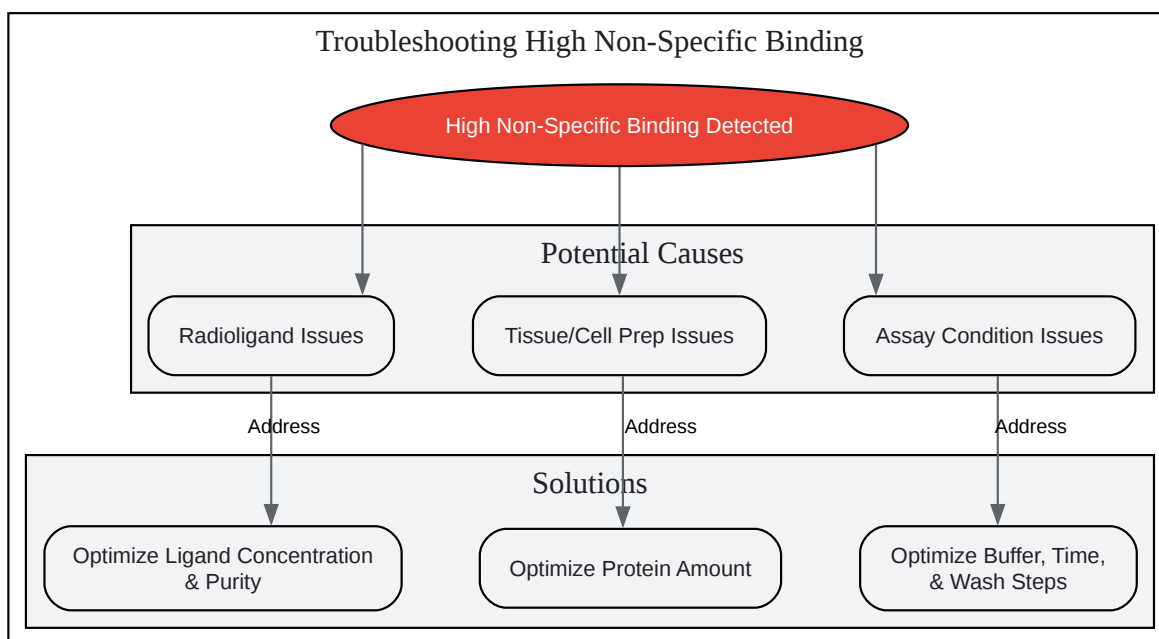 Troubleshooting High Non-Specific Binding
High Non-Specific Binding Detected
Potential Causes
Radioligand Issues
Tissue/Cell Prep Issues
Assay Condition Issues
Address
Address
Address
Solutions
Optimize Ligand Concentration
& Purity
Optimize Protein Amount
Optimize Buffer, Time,
& Wash Steps